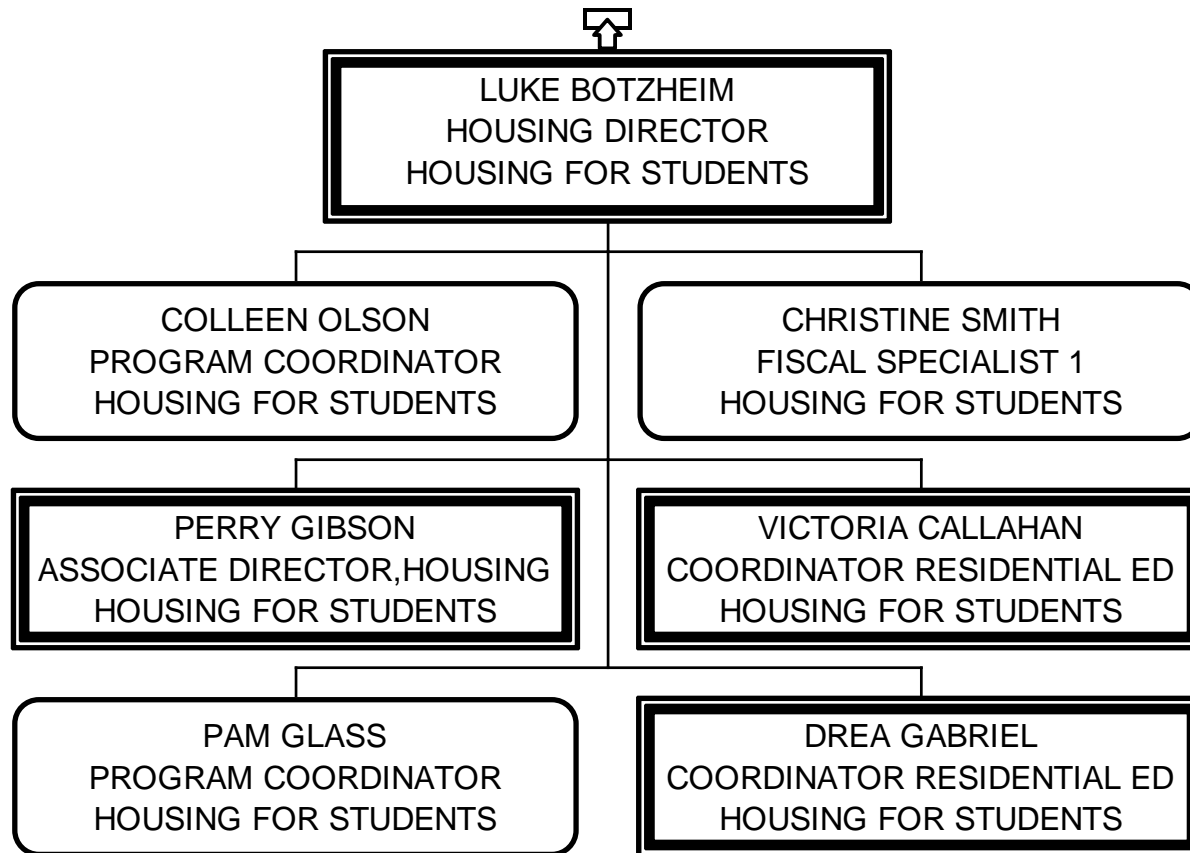 LUKE BOTZHEIM
HOUSING DIRECTOR
HOUSING FOR STUDENTS
COLLEEN OLSON
PROGRAM COORDINATOR
HOUSING FOR STUDENTS
CHRISTINE SMITH
FISCAL SPECIALIST 1
HOUSING FOR STUDENTS
PERRY GIBSON
ASSOCIATE DIRECTOR,HOUSING
HOUSING FOR STUDENTS
VICTORIA CALLAHAN
COORDINATOR RESIDENTIAL ED
HOUSING FOR STUDENTS
PAM GLASS
PROGRAM COORDINATOR
HOUSING FOR STUDENTS
DREA GABRIEL
COORDINATOR RESIDENTIAL ED
HOUSING FOR STUDENTS